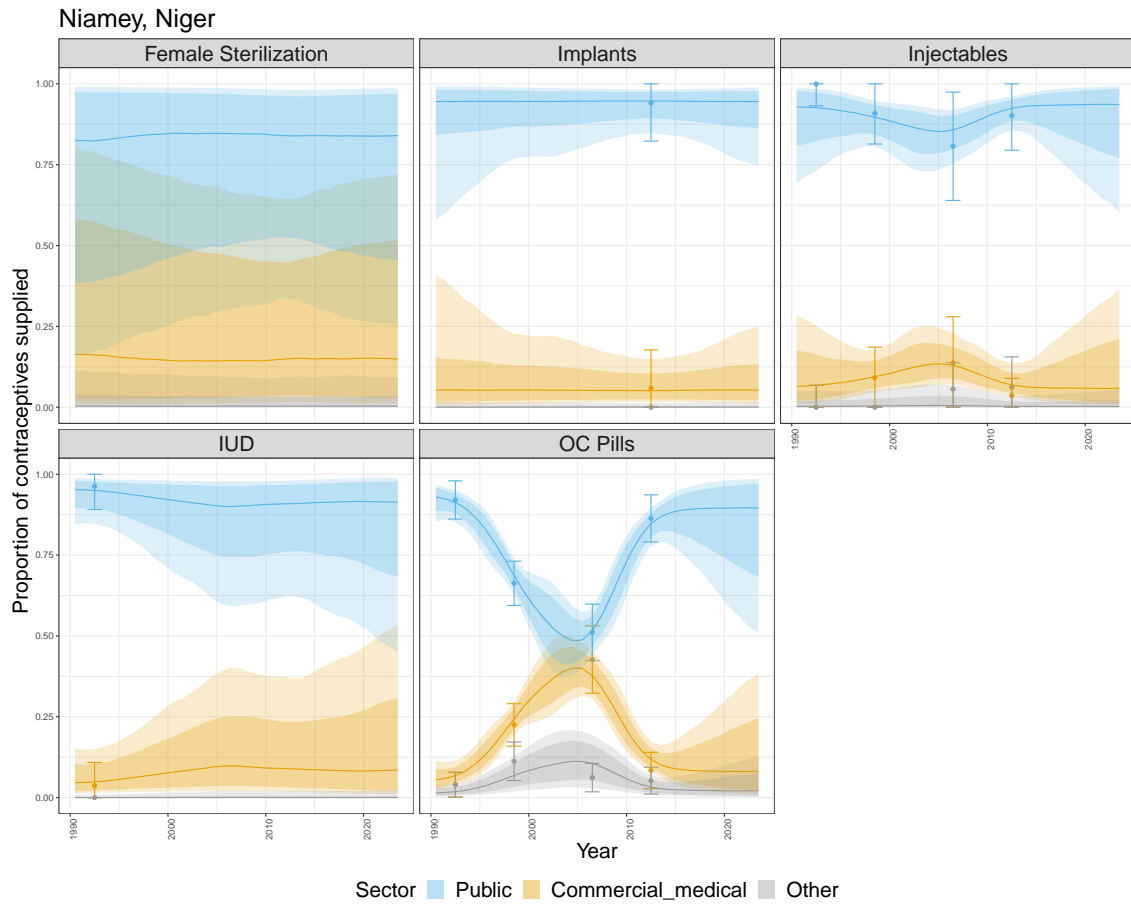 Niamey, Niger
Female Sterilization
Implants
Injectables
Proportion of contraceptives supplied
1.00
0.75
0.50
0.25
0.00
1990
2000
2010
2020
IUD
OC Pills
1.00
0.75
0.50
0.25
0.00
1990
2000
2010
2020
1990
2000
2010
2020
Year
Sector Public Commercial_medical Other